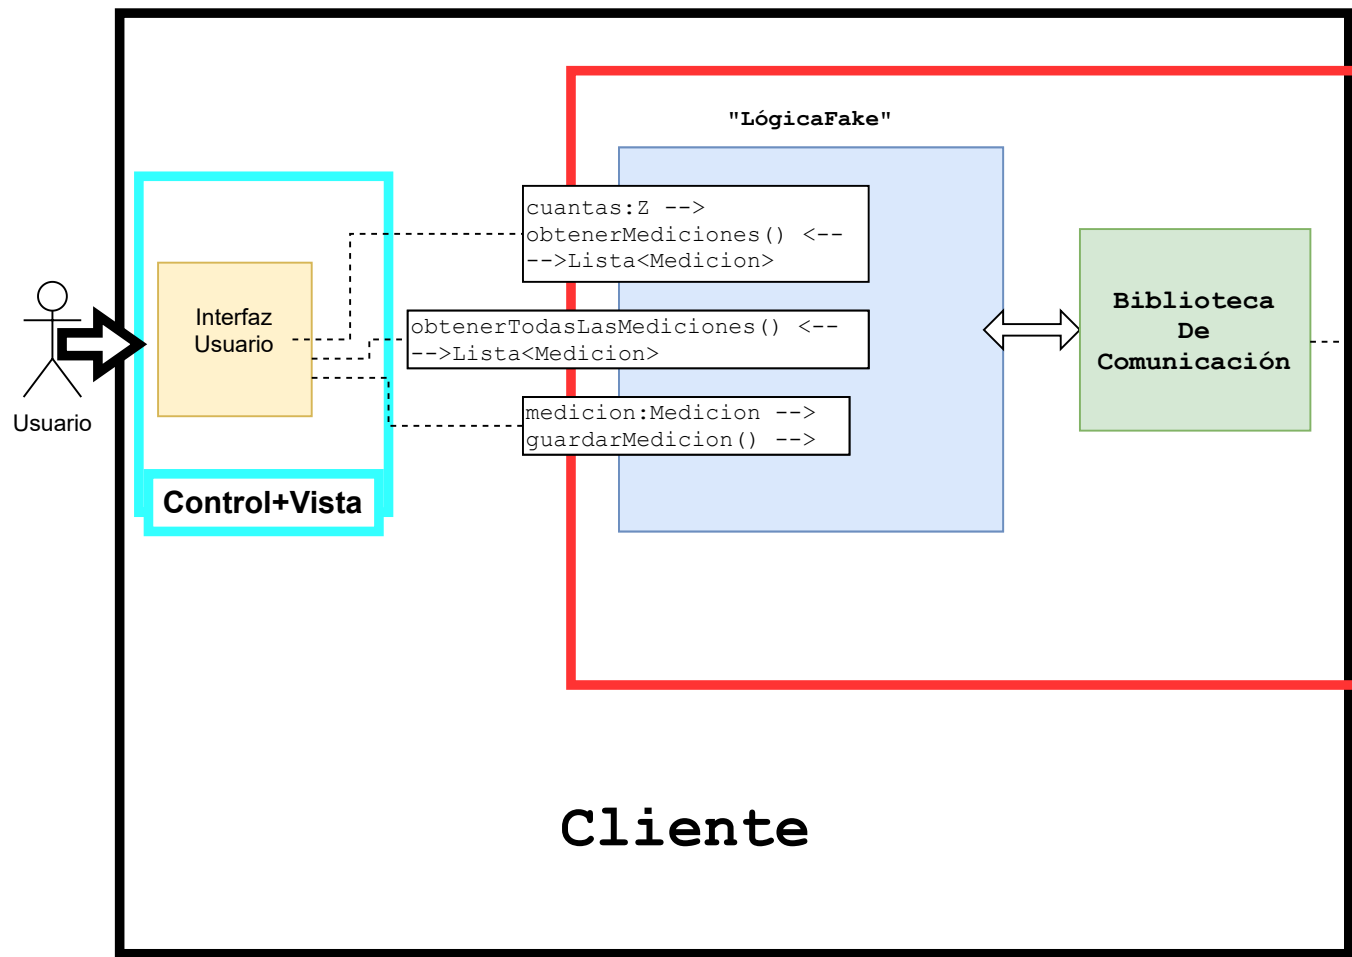 "LógicaFake"
cuantas:Z -->
obtenerMediciones() <--
-->Lista<Medicion>
Interfaz
Usuario
obtenerTodasLasMediciones() <--
-->Lista<Medicion>
medicion:Medicion -->
guardarMedicion() -->
Biblioteca
De
Comunicación
Usuario
Control+Vista
Cliente